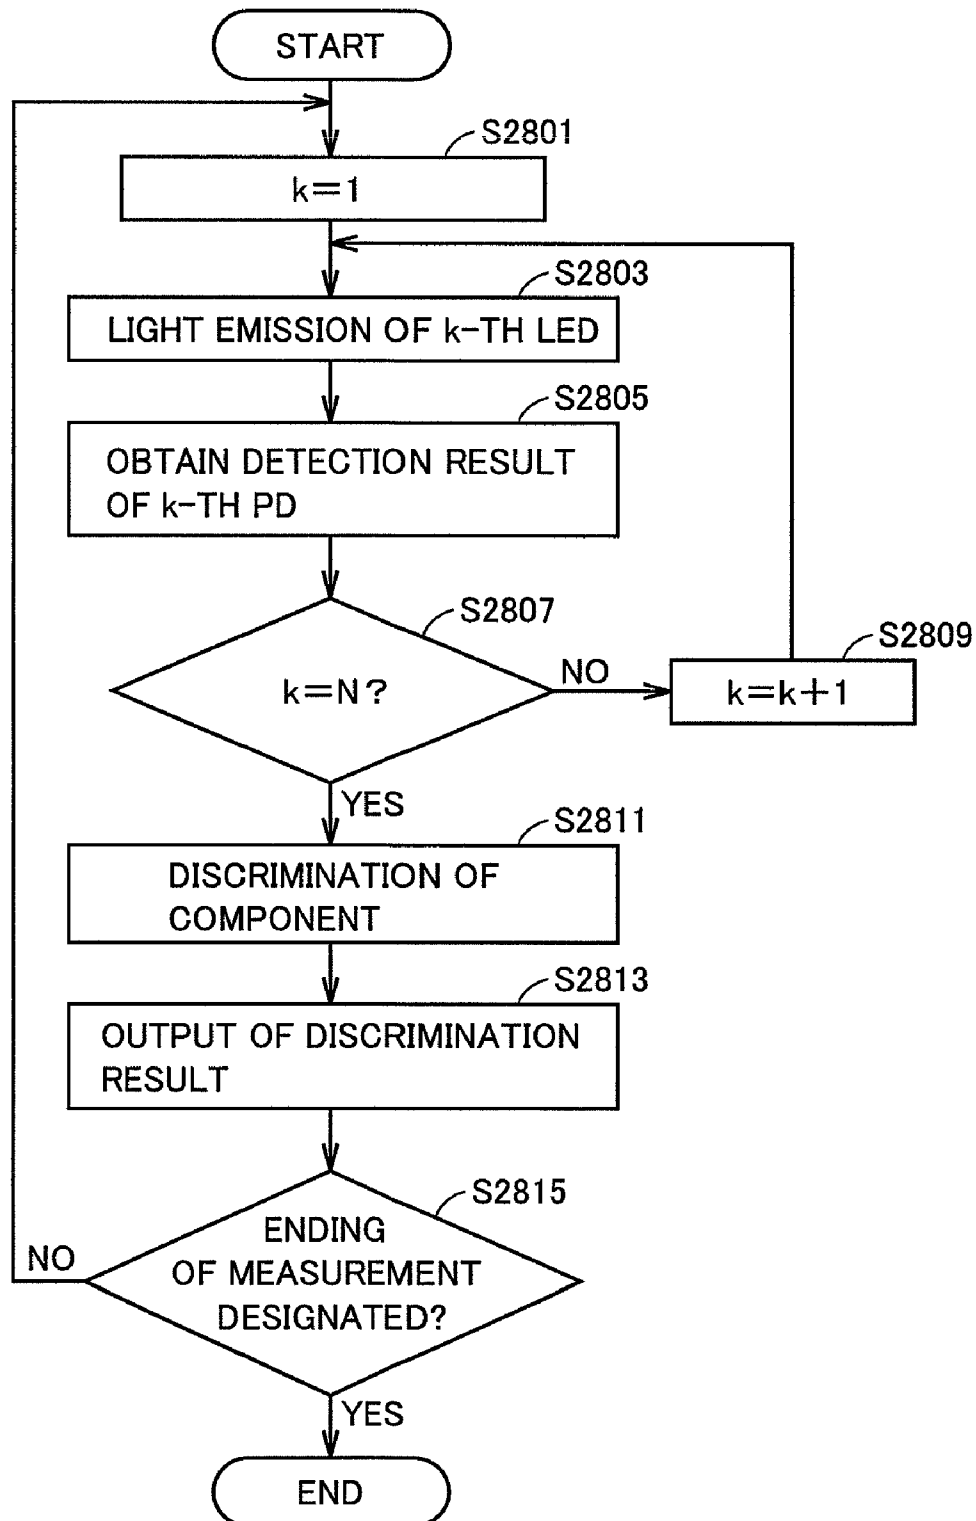 START
S2801
k=1
S2803
LIGHT EMISSION OF k-TH LED
S2805
OBTAIN DETECTION RESULT
OF k-TH PD
S2807
k=N?
NO
S2809
k=k+1
YES
S2811
DISCRIMINATION OF
COMPONENT
S2813
OUTPUT OF DISCRIMINATION
RESULT
S2815
ENDING
OF MEASUREMENT
DESIGNATED?
NO
YES
END